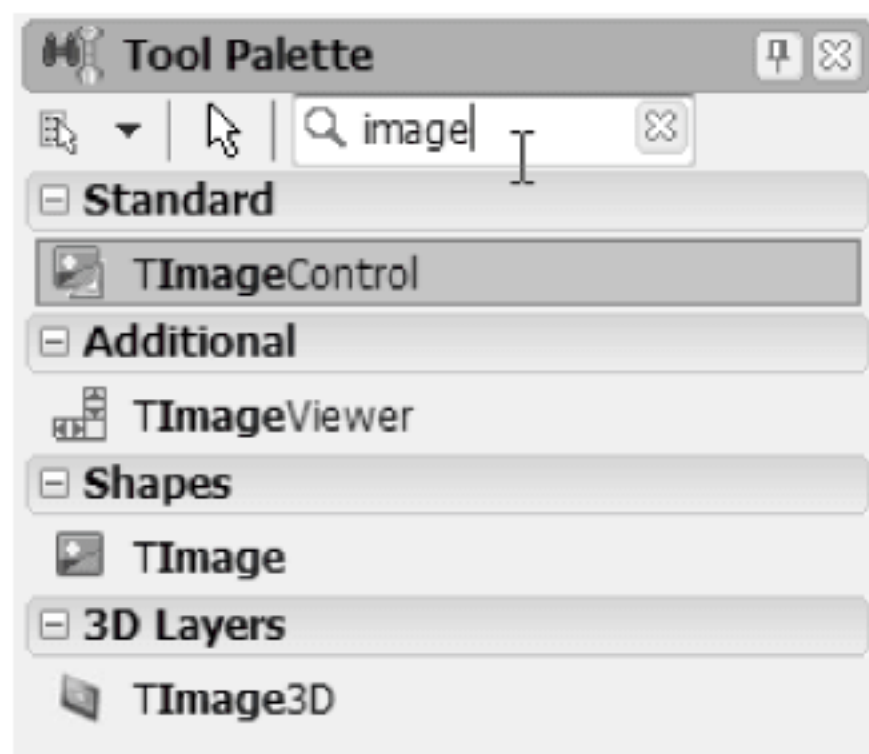 Tool Palette
image
Standard
TImageControl
Additional
TImageViewer
Shapes
TImage
3D Layers
TImage3D